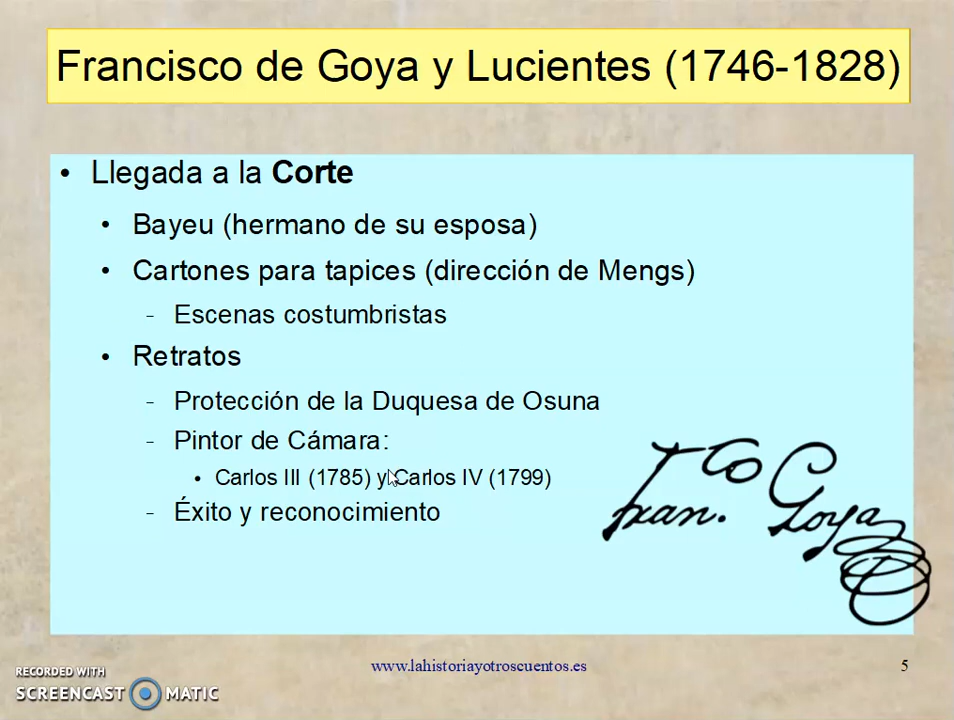 Francisco de Goya y Lucientes (1746-1828)
• Llegada a la Corte
• Bayeu (hermano de su esposa)
• Cartones para tapices (dirección de Mengs)
- Escenas costumbristas
• Retratos
- Protección de la Duquesa de Osuna
- Pintor de Cámara:
• Carlos III (1785) y Carlos IV (1799)
- Éxito y reconocimiento
Fran.co Goya
www.lahistoriayotroscuentos.es
5
RECORDED WITH
SCREENCAST MATIC